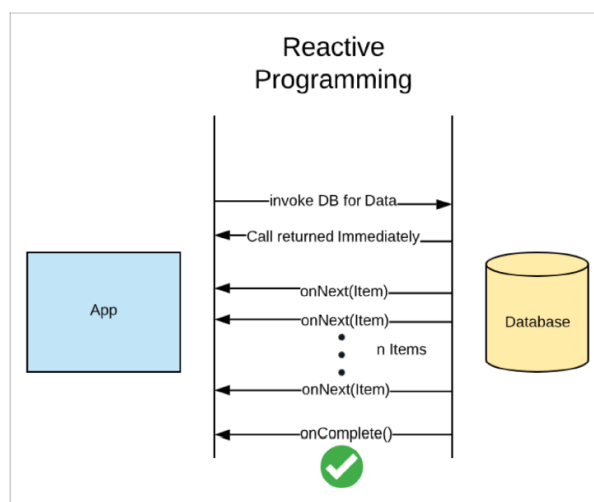 Reactive
Programming
invoke DB for Data
Call returned Immediately
onNext(Item)
App
onNext(Item)
Database
n Items
onNext(Item)
onComplete()